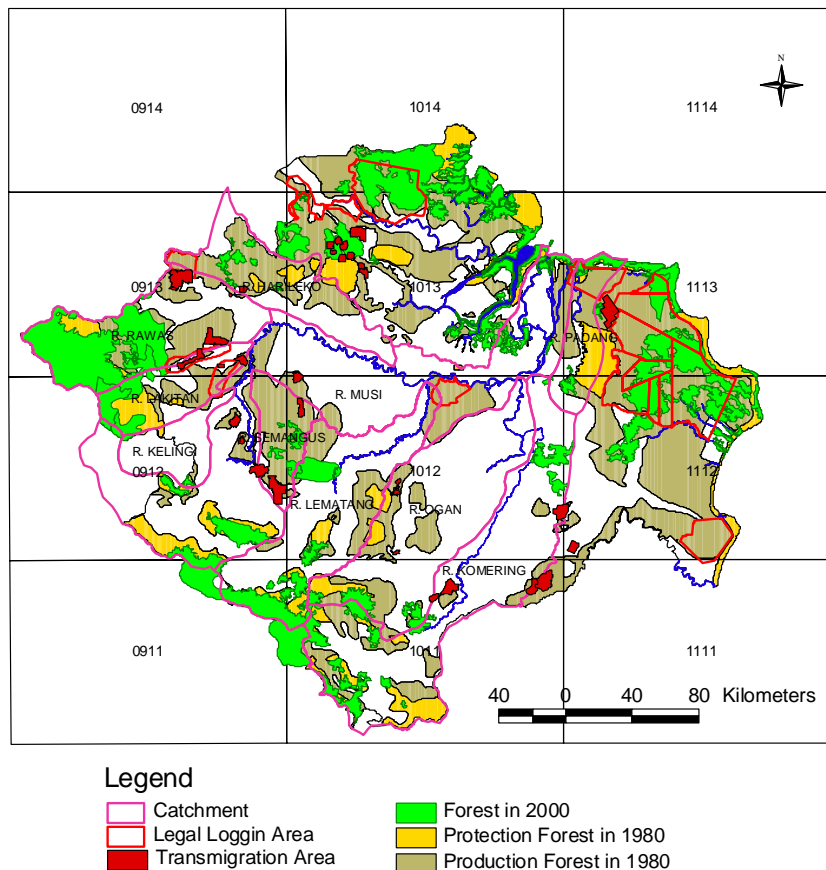 N
0914 1014 1114
0913 R. HARILEKO 1013 1113
R. RAWAS R. PADANG
R. LAKITAN R. MUSI
R. KELINGI R. SEMANGUS
0912 1012 1112
R. LEMATANG R. OGAN
R. KOMERING
0911 1011 1111
40 0 40 80 Kilometers
Legend
Catchment
Legal Loggin Area
Transmigration Area
Forest in 2000
Protection Forest in 1980
Production Forest in 1980